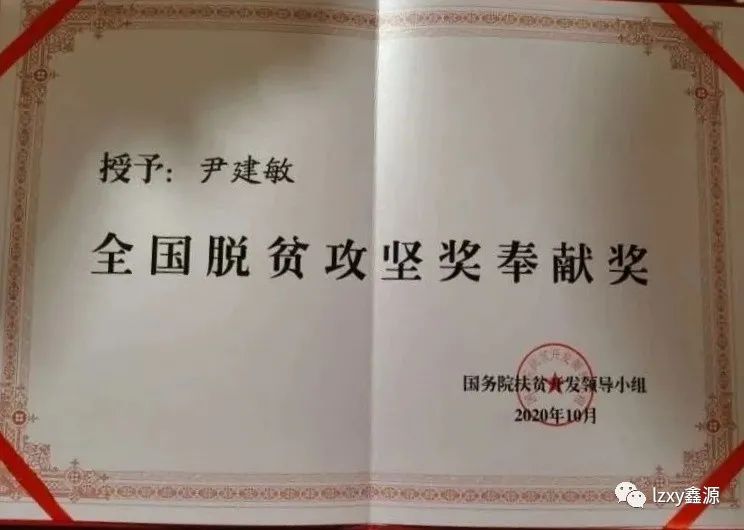 授予：尹建敏
全国脱贫攻坚奖奉献奖
国务院扶贫开发领导小组
2020年10月
lzxy鑫源